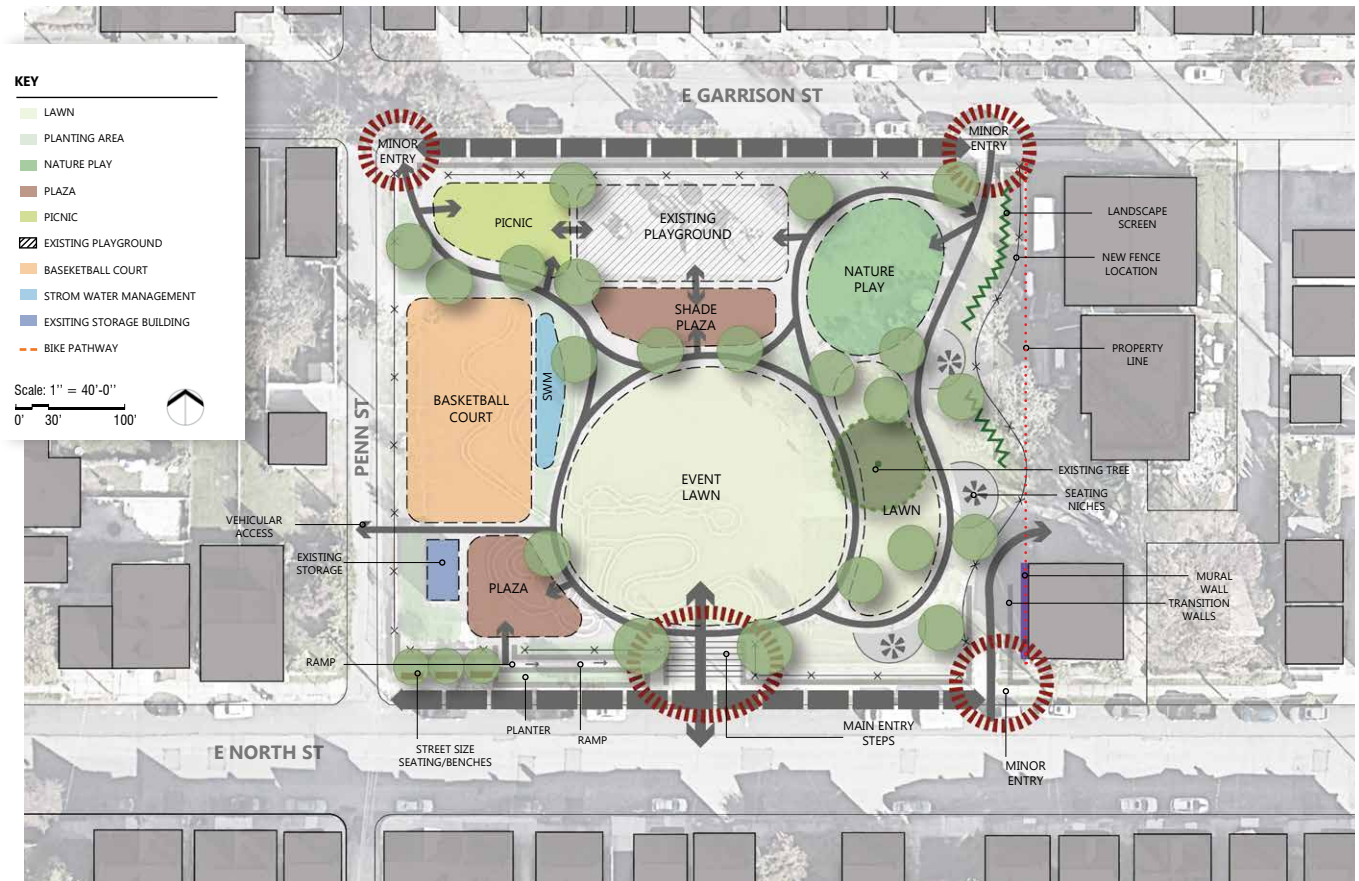 KEY
LAWN
PLANTING AREA
NATURE PLAY
PLAZA
PICNIC
EXISTING PLAYGROUND
BASEKETBALL COURT
STROM WATER MANAGEMENT
EXSITING STORAGE BUILDING
BIKE PATHWAY
Scale: 1'' = 40'-0''
0' 30' 100'
E GARRISON ST
MINOR
ENTRY
MINOR
ENTRY
PICNIC
EXISTING
PLAYGROUND
NATURE
PLAY
SHADE
PLAZA
LANDSCAPE
SCREEN
NEW FENCE
LOCATION
PROPERTY
LINE
BASKETBALL
COURT
SWM
PENN ST
EVENT
LAWN
LAWN
EXISTING TREE
SEATING
NICHES
VEHICULAR
ACCESS
EXISTING
STORAGE
PLAZA
MURAL
WALL
TRANSITION
WALLS
RAMP
PLANTER
RAMP
STREET SIZE
SEATING/BENCHES
MAIN ENTRY
STEPS
MINOR
ENTRY
E NORTH ST